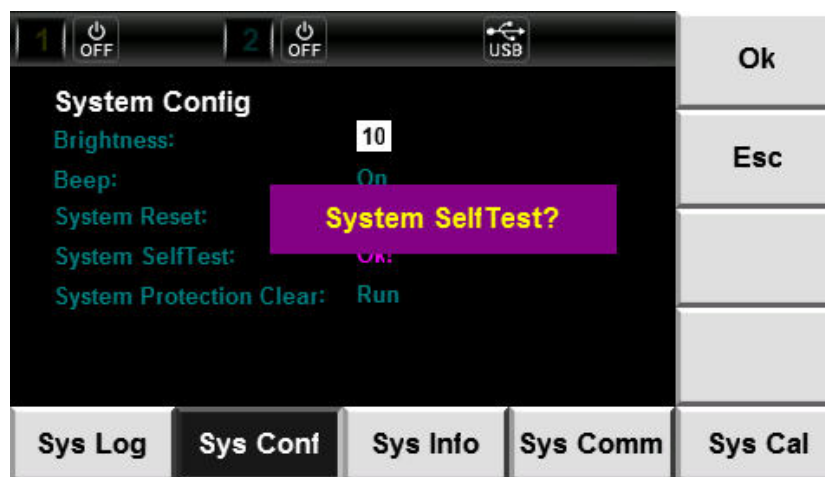 1 OFF 2 OFF USB
Ok
System Config
Brightness: 10
Esc
Beep: On
System Reset:
System SelfTest?
System SelfTest: Ok!
System Protection Clear: Run
Sys Log Sys Conf Sys Info Sys Comm Sys Cal